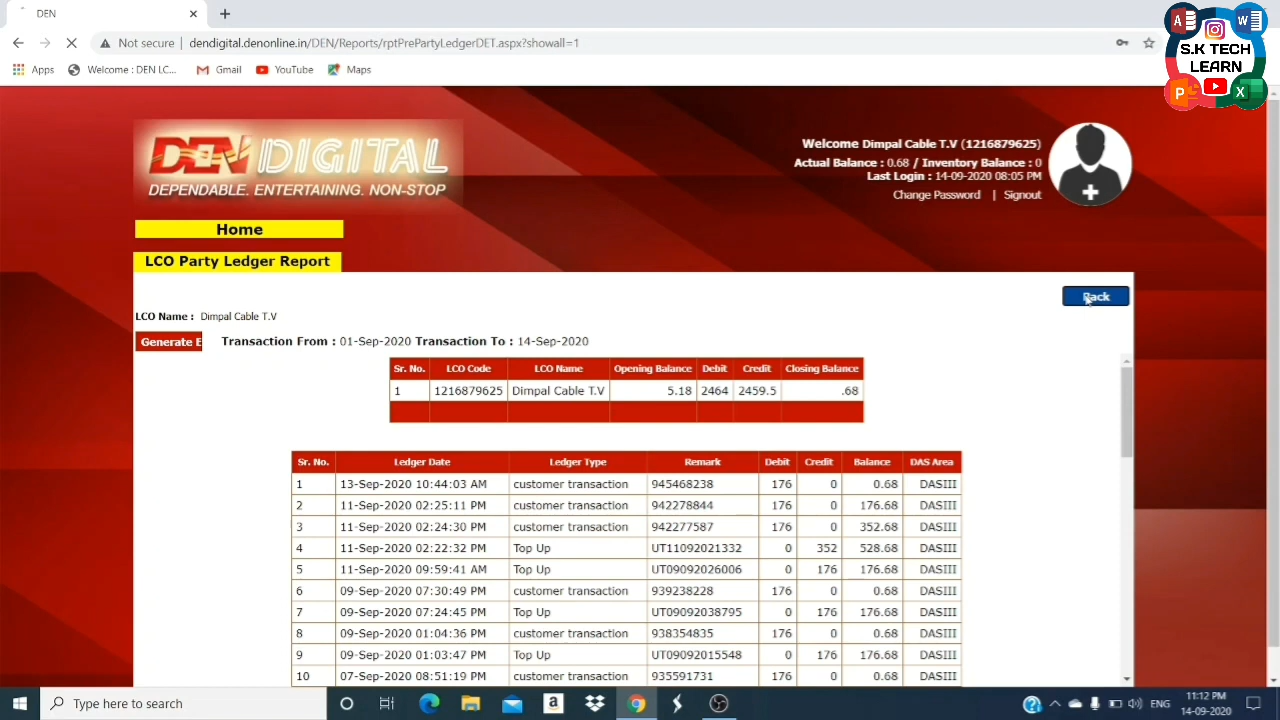 DEN
Not secure | dendigital.denonline.in/DEN/Reports/rptPrePartyLedgerDET.aspx?showall=1
Apps Welcome : DEN LC... Gmail YouTube Maps
S.K TECH
LEARN
DEN DIGITAL
DEPENDABLE. ENTERTAINING. NON-STOP
Welcome Dimpal Cable T.V (1216879625)
Actual Balance : 0.68 / Inventory Balance : 0
Last Login : 14-09-2020 08:05 PM
Change Password | Signout
Home
LCO Party Ledger Report
Back
LCO Name : Dimpal Cable T.V
Generate E Transaction From : 01-Sep-2020 Transaction To : 14-Sep-2020
Sr. No. LCO Code LCO Name Opening Balance Debit Credit Closing Balance
1 1216879625 Dimpal Cable T.V 5.18 2464 2459.5 .68
Sr. No. Ledger Date Ledger Type Remark Debit Credit Balance DAS Area
1 13-Sep-2020 10:44:03 AM customer transaction 945468238 176 0 0.68 DASIII
2 11-Sep-2020 02:25:11 PM customer transaction 942278844 176 0 176.68 DASIII
3 11-Sep-2020 02:24:30 PM customer transaction 942277587 176 0 352.68 DASIII
4 11-Sep-2020 02:22:32 PM Top Up UT11092021332 0 352 528.68 DASIII
5 11-Sep-2020 09:59:41 AM Top Up UT09092026006 0 176 176.68 DASIII
6 09-Sep-2020 07:30:49 PM customer transaction 939238228 176 0 0.68 DASIII
7 09-Sep-2020 07:24:45 PM Top Up UT09092038795 0 176 176.68 DASIII
8 09-Sep-2020 01:04:36 PM customer transaction 938354835 176 0 0.68 DASIII
9 09-Sep-2020 01:03:47 PM Top Up UT09092015548 0 176 176.68 DASIII
10 07-Sep-2020 08:51:19 PM customer transaction 935591731 176 0 0.68 DASIII
Type here to search
ENG
11:12 PM
14-09-2020